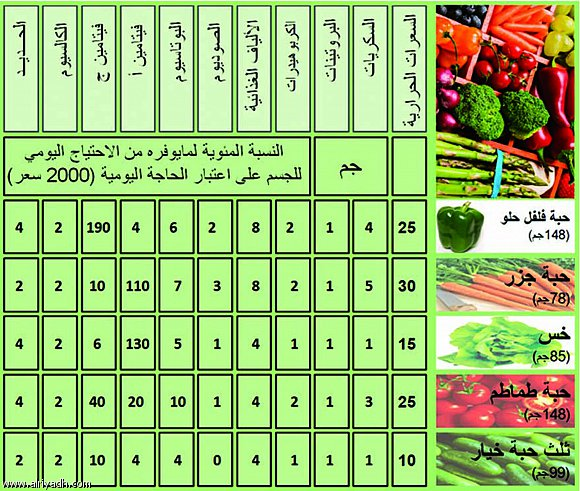 السعرات الحرارية
السكريات
البروتينات
الكربوهيدرات
الألياف الغذائية
الصوديوم
البوتاسيوم
فيتامين أ
فيتامين ج
الكالسيوم
الحديد
جم
النسبة المئوية لمايوفره من الاحتياج اليومي
للجسم على اعتبار الحاجة اليومية (2000 سعر)
حبة فلفل حلو
(148جم)
25 4 1 2 8 2 6 4 190 2 4
حبة جزر
(78جم)
30 5 1 2 8 3 7 110 10 2 2
خس
(85جم)
15 1 1 1 4 1 5 130 6 2 4
حبة طماطم
(148جم)
25 3 1 2 4 1 10 20 40 2 4
ثلث حبة خيار
(99جم)
10 1 1 1 4 0 4 4 10 2 2
www.alriyadh.com